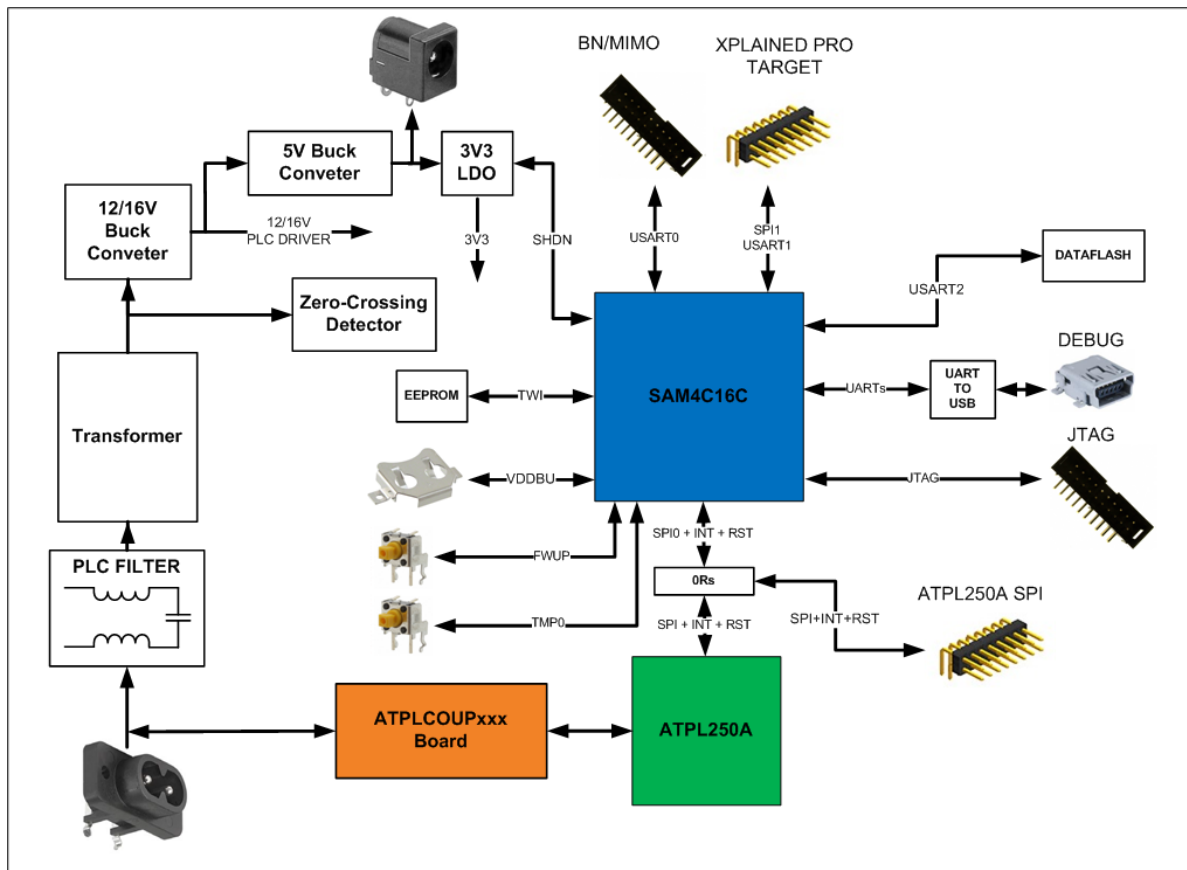 BN/MIMO
XPLAINED PRO
TARGET
5V Buck
Conveter
3V3
LDO
12/16V
Buck
Conveter
12/16V
PLC DRIVER
3V3
SHDN
USART0
SPI1
USART1
DATAFLASH
USART2
Zero-Crossing
Detector
DEBUG
Transformer
EEPROM
TWI
SAM4C16C
UARTs
UART
TO
USB
JTAG
VDDBU
JTAG
SPI0 + INT + RST
FWUP
PLC FILTER
0Rs
ATPL250A SPI
TMP0
SPI + INT + RST
SPI+INT+RST
ATPLCOUPxxx
Board
ATPL250A